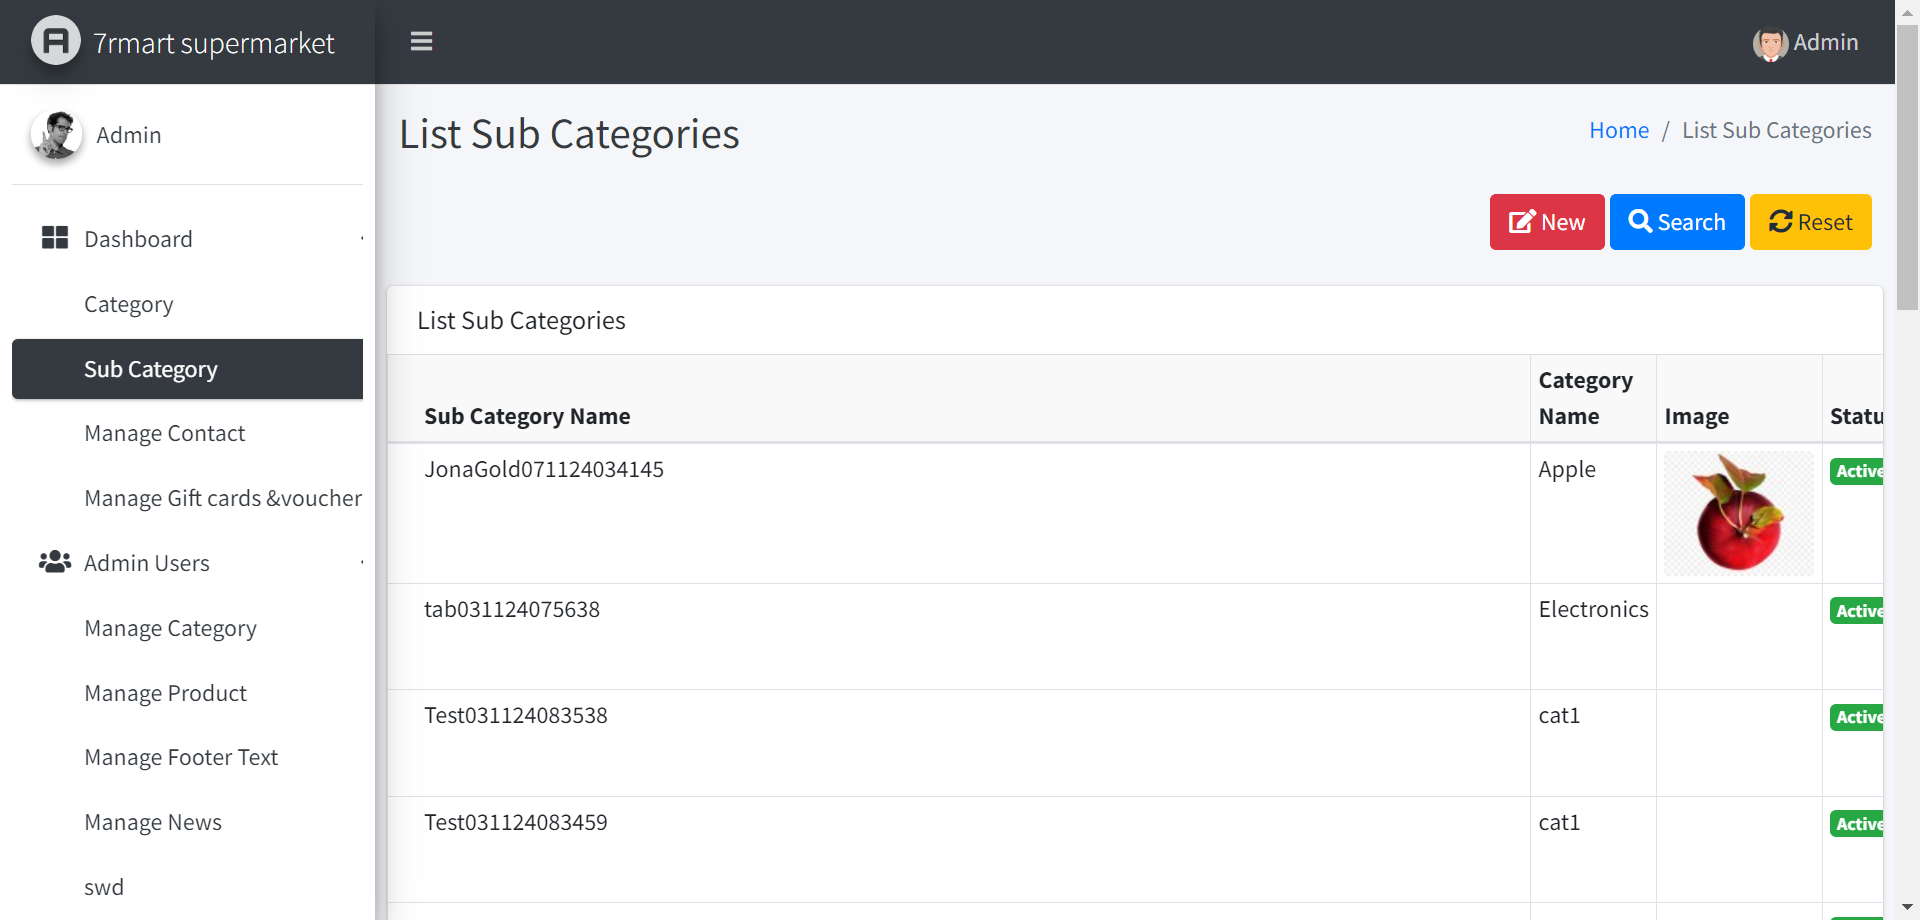 7rmart supermarket
Admin
Admin
Dashboard
Category
Sub Category
Manage Contact
Manage Gift cards &voucher
Admin Users
Manage Category
Manage Product
Manage Footer Text
Manage News
swd
List Sub Categories
Home / List Sub Categories
New
Search
Reset
List Sub Categories
Sub Category Name
Category Name
Image
Statu
JonaGold071124034145
Apple
Active
tab031124075638
Electronics
Active
Test031124083538
cat1
Active
Test031124083459
cat1
Active